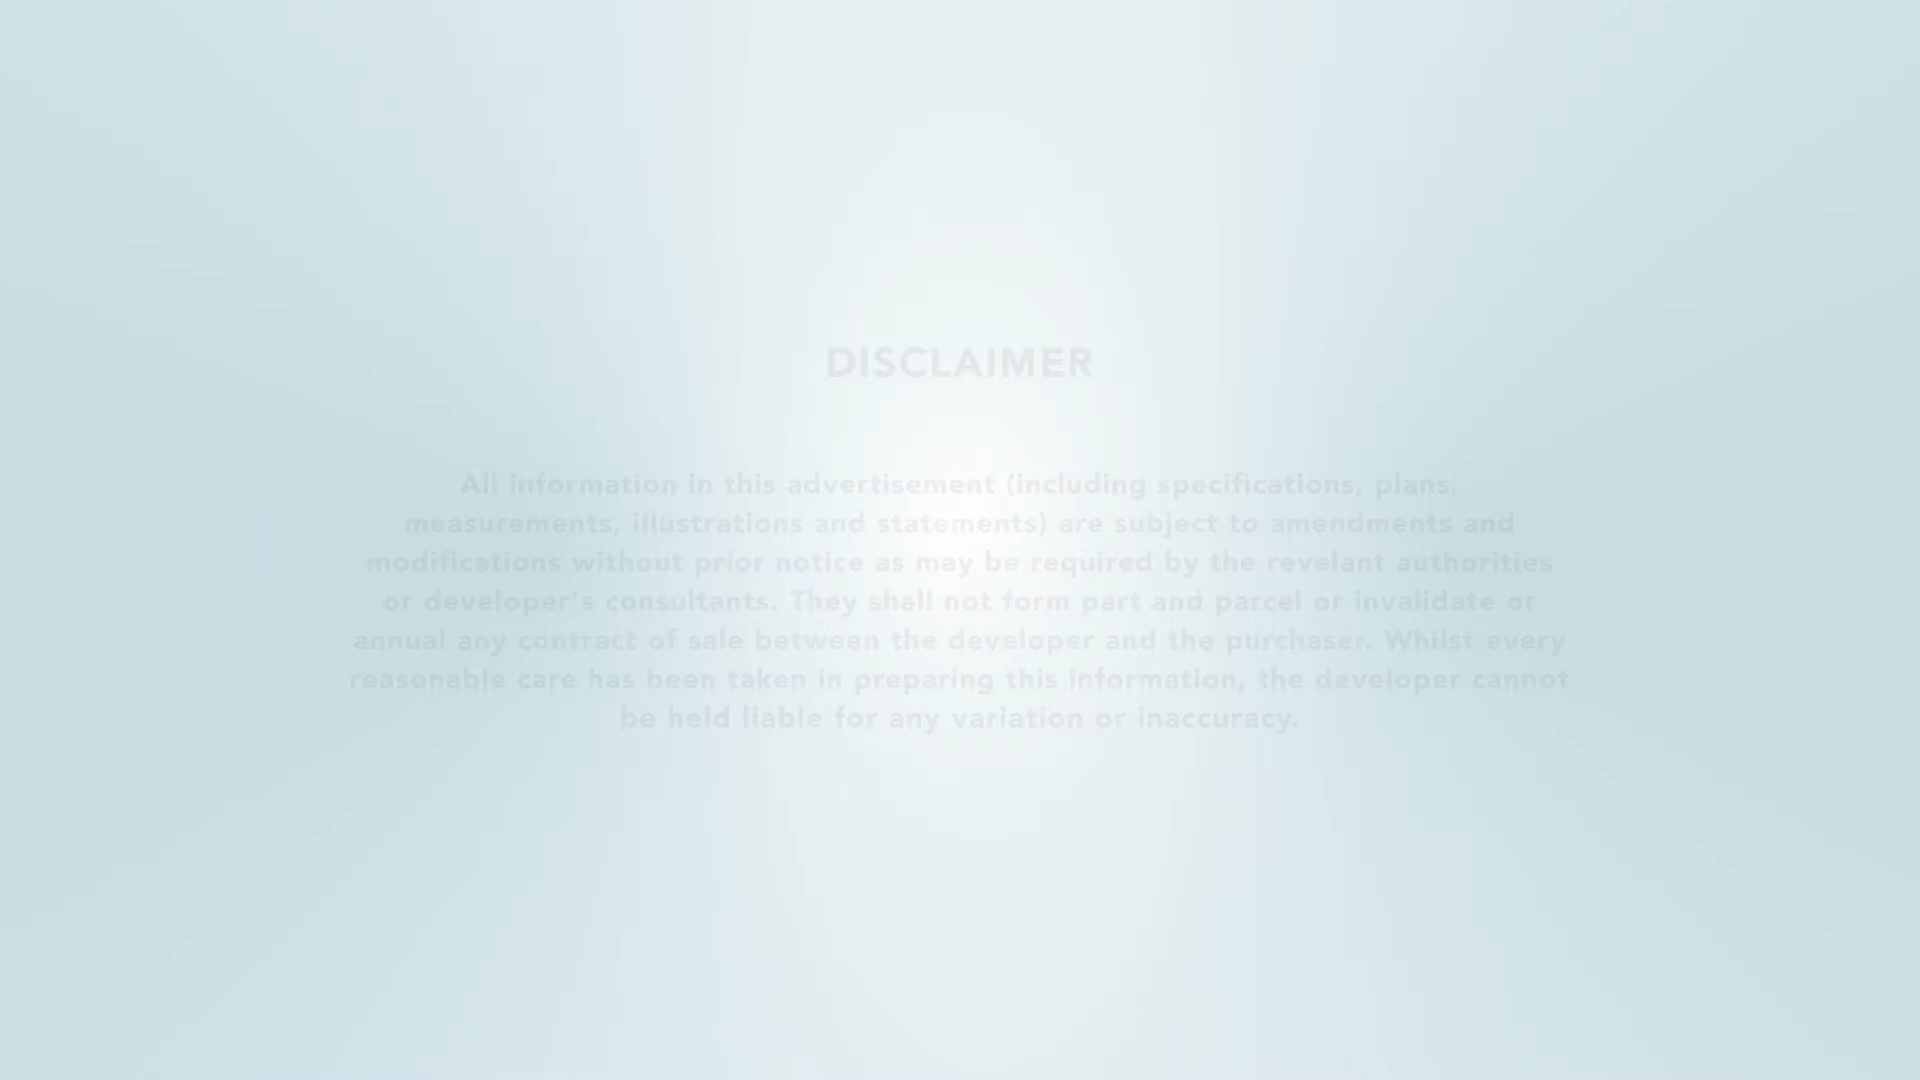 DISCLAIMER
All information in this advertisement (including specifications, plans,
measurements, illustrations and statements) are subject to amendments and
modifications without prior notice as may be required by the revelant authorities
or developer's consultants. They shall not form part and parcel or invalidate or
annual any contract of sale between the developer and the purchaser. Whilst every
reasonable care has been taken in preparing this information, the developer cannot
be held liable for any variation or inaccuracy.